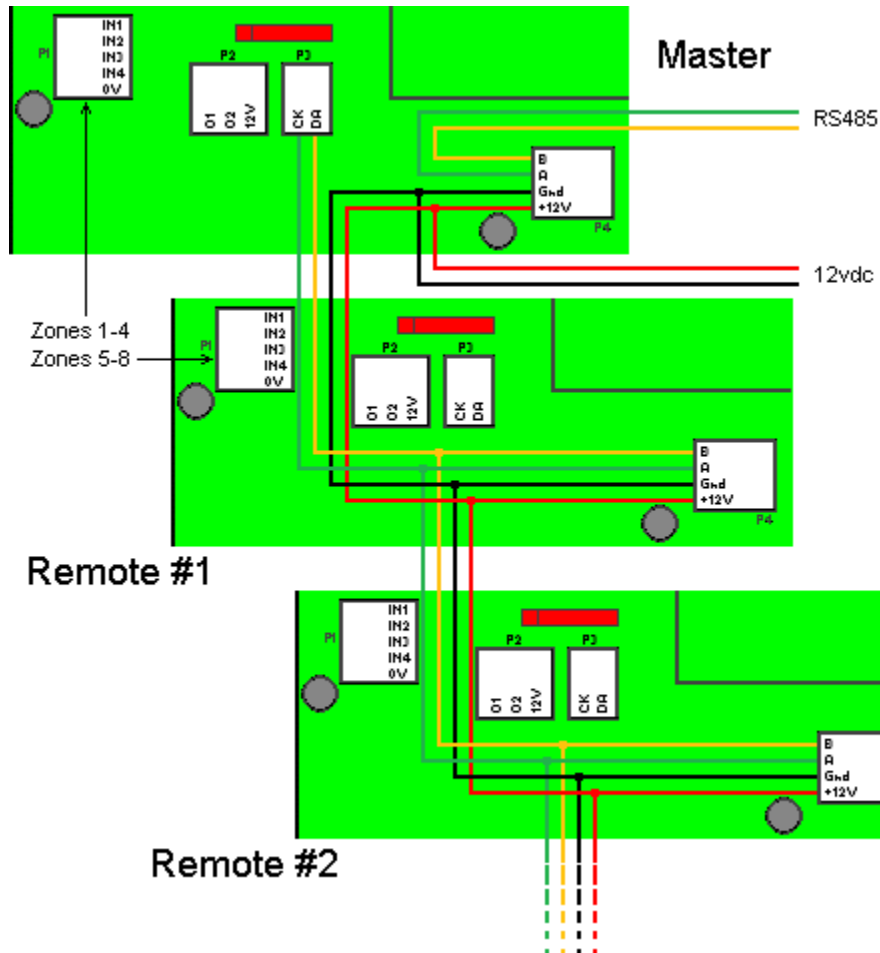 Master
P1
IN1
IN2
IN3
IN4
0V
P2
O1
O2
12V
P3
CK
DA
RS485
B
A
Gnd
+12V
P4
12vdc
Zones 1-4
Zones 5-8
P1
IN1
IN2
IN3
IN4
0V
P2
O1
O2
12V
P3
CK
DA
B
A
Gnd
+12V
P4
Remote #1
P1
IN1
IN2
IN3
IN4
0V
P2
O1
O2
12V
P3
CK
DA
B
A
Gnd
+12V
Remote #2